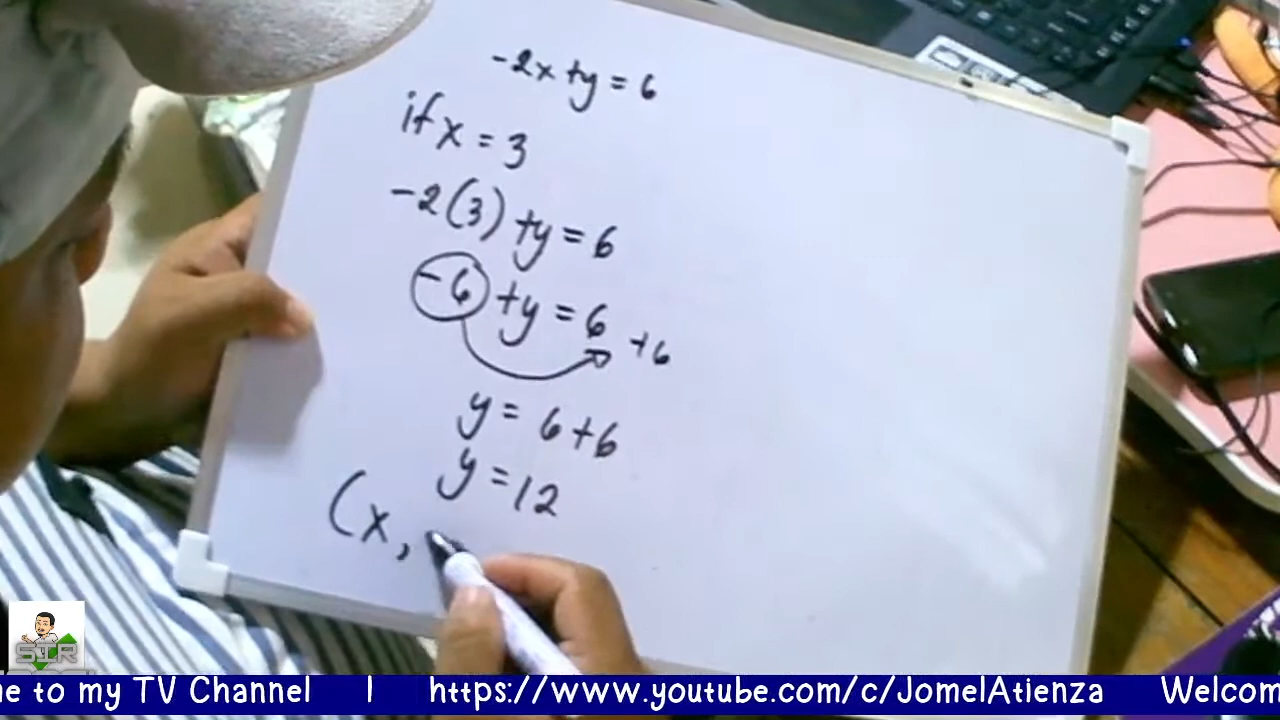 -2x+y=6
if x = 3
-2(3)+y=6
-6+y=6 +6
y = 6+6
y=12
(x,
SIR
e to my TV Channel | https://www.youtube.com/c/JomelAtienza Welcom